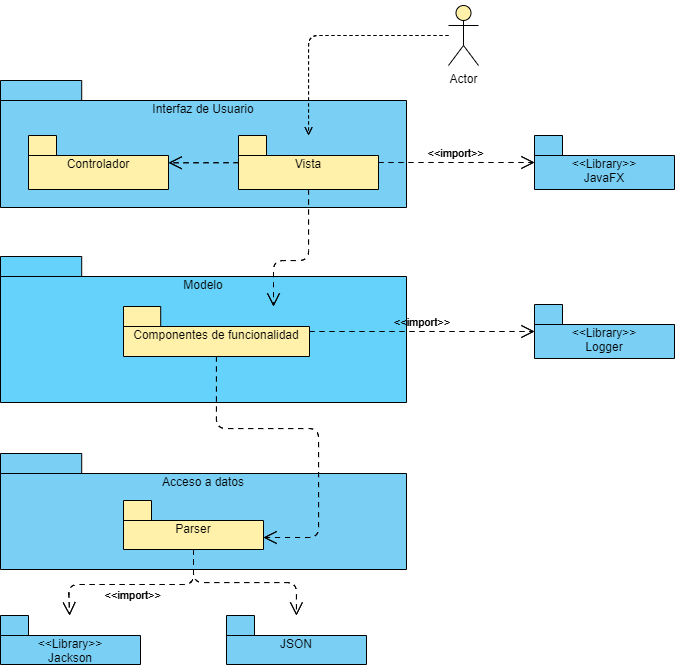 Actor
Interfaz de Usuario
Controlador
Vista
<<import>>
<<Library>>
JavaFX
Modelo
Componentes de funcionalidad
<<import>>
<<Library>>
Logger
Acceso a datos
Parser
<<import>>
<<Library>>
Jackson
JSON